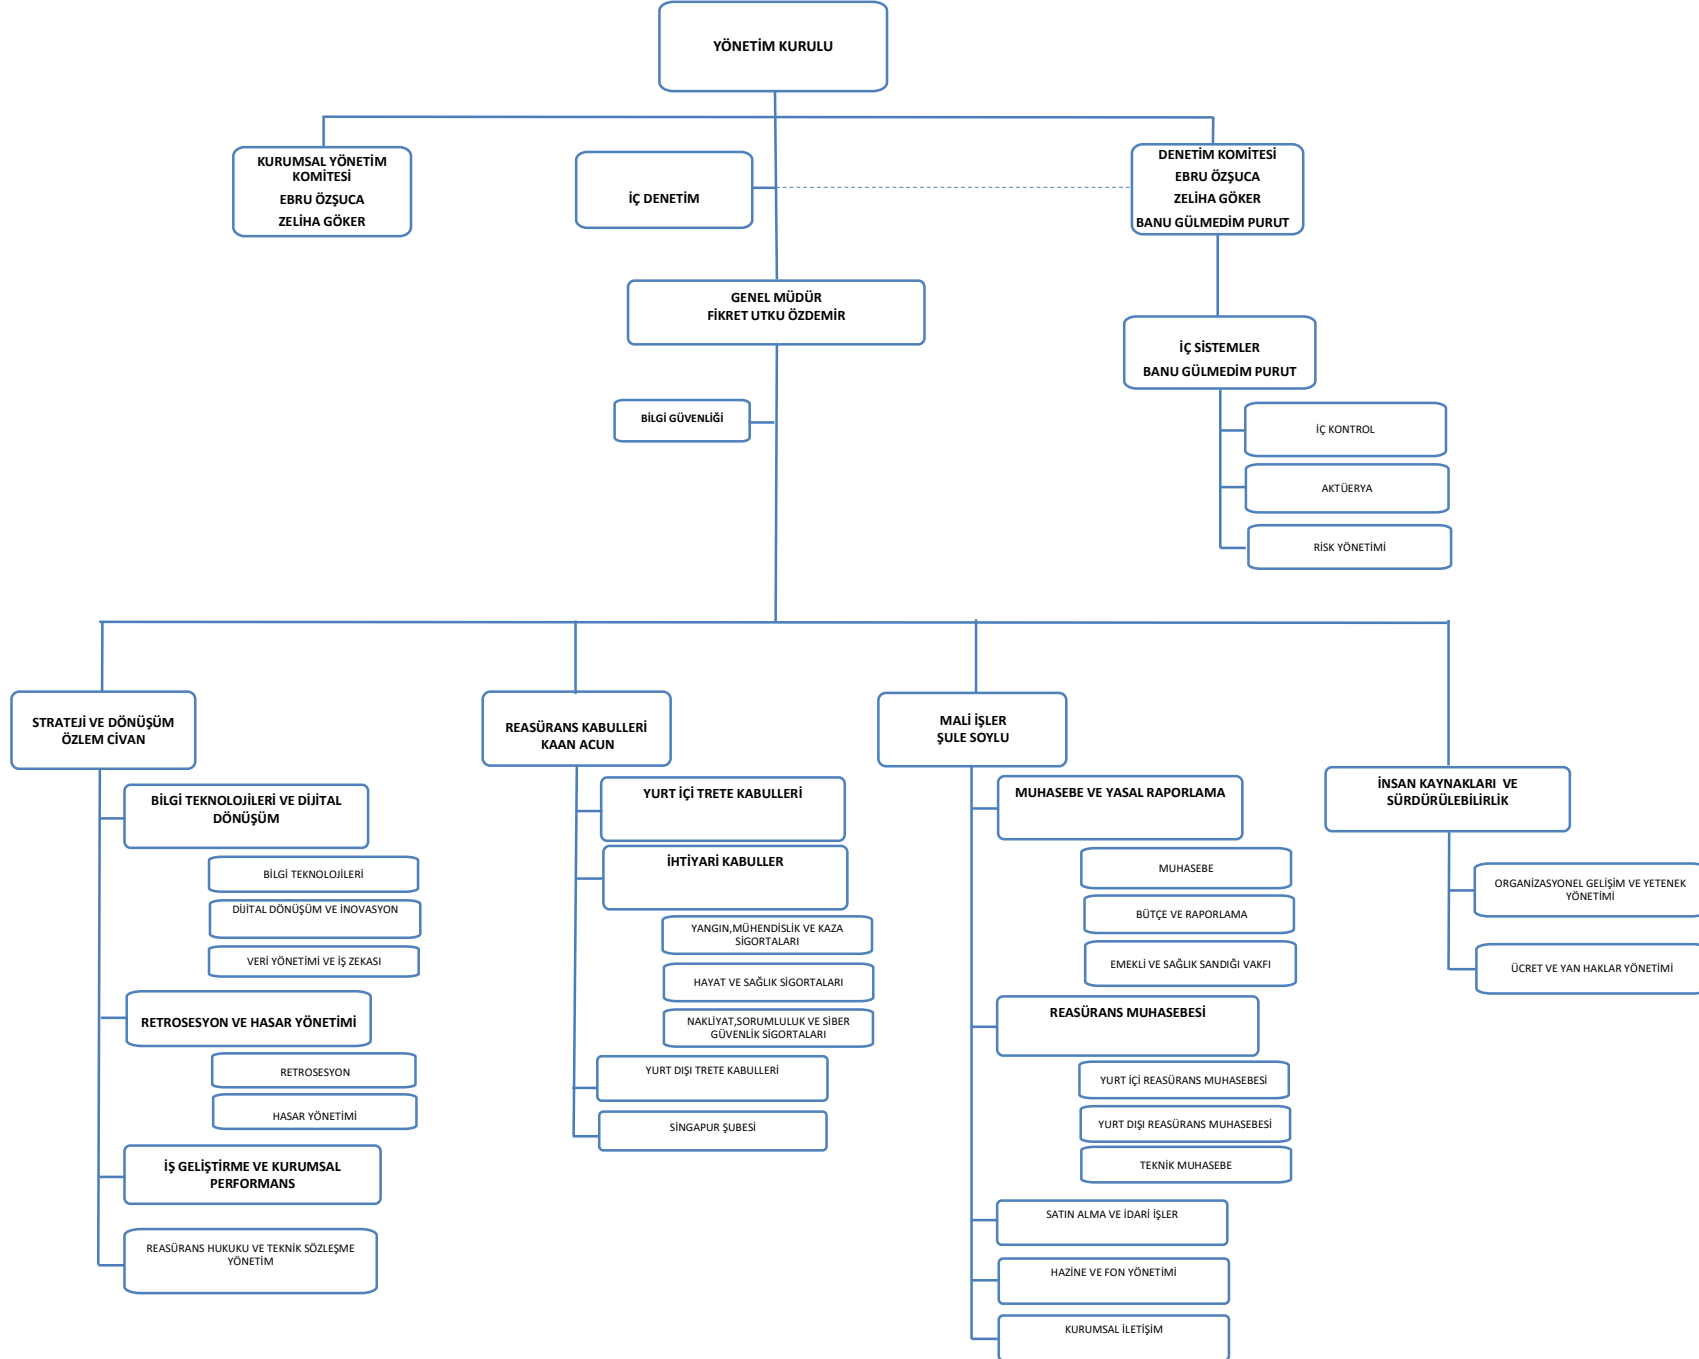 YÖNETİM KURULU
KURUMSAL YÖNETİM
KOMİTESİ
EBRU ÖZŞUCA
ZELİHA GÖKER
İÇ DENETİM
DENETİM KOMİTESİ
EBRU ÖZŞUCA
ZELİHA GÖKER
BANU GÜLMEDİM PURUT
GENEL MÜDÜR
FİKRET UTKU ÖZDEMİR
İÇ SİSTEMLER
BANU GÜLMEDİM PURUT
BİLGİ GÜVENLİĞİ
İÇ KONTROL
AKTÜERYA
RİSK YÖNETİMİ
STRATEJİ VE DÖNÜŞÜM
ÖZLEM CİVAN
BİLGİ TEKNOLOJİLERİ VE DİJİTAL
DÖNÜŞÜM
BİLGİ TEKNOLOJİLERİ
DİJİTAL DÖNÜŞÜM VE İNOVASYON
VERİ YÖNETİMİ VE İŞ ZEKASI
RETROSESYON VE HASAR YÖNETİMİ
RETROSESYON
HASAR YÖNETİMİ
İŞ GELİŞTİRME VE KURUMSAL
PERFORMANS
REASÜRANS HUKUKU VE TEKNİK SÖZLEŞME
YÖNETİM
REASÜRANS KABULLERİ
KAAN ACUN
YURT İÇİ TRETE KABULLERİ
İHTİYARİ KABULLER
YANGIN,MÜHENDİSLİK VE KAZA
SİGORTALARI
HAYAT VE SAĞLIK SİGORTALARI
NAKLİYAT,SORUMLULUK VE SİBER
GÜVENLİK SİGORTALARI
YURT DIŞI TRETE KABULLERİ
SİNGAPUR ŞUBESİ
MALİ İŞLER
ŞULE SOYLU
MUHASEBE VE YASAL RAPORLAMA
MUHASEBE
BÜTÇE VE RAPORLAMA
EMEKLİ VE SAĞLIK SANDIĞI VAKFI
REASÜRANS MUHASEBESİ
YURT İÇİ REASÜRANS MUHASEBESİ
YURT DIŞI REASÜRANS MUHASEBESİ
TEKNİK MUHASEBE
SATIN ALMA VE İDARİ İŞLER
HAZİNE VE FON YÖNETİMİ
KURUMSAL İLETİŞİM
İNSAN KAYNAKLARI VE
SÜRDÜRÜLEBİLİRLİK
ORGANİZASYONEL GELİŞİM VE YETENEK
YÖNETİMİ
ÜCRET VE YAN HAKLAR YÖNETİMİ